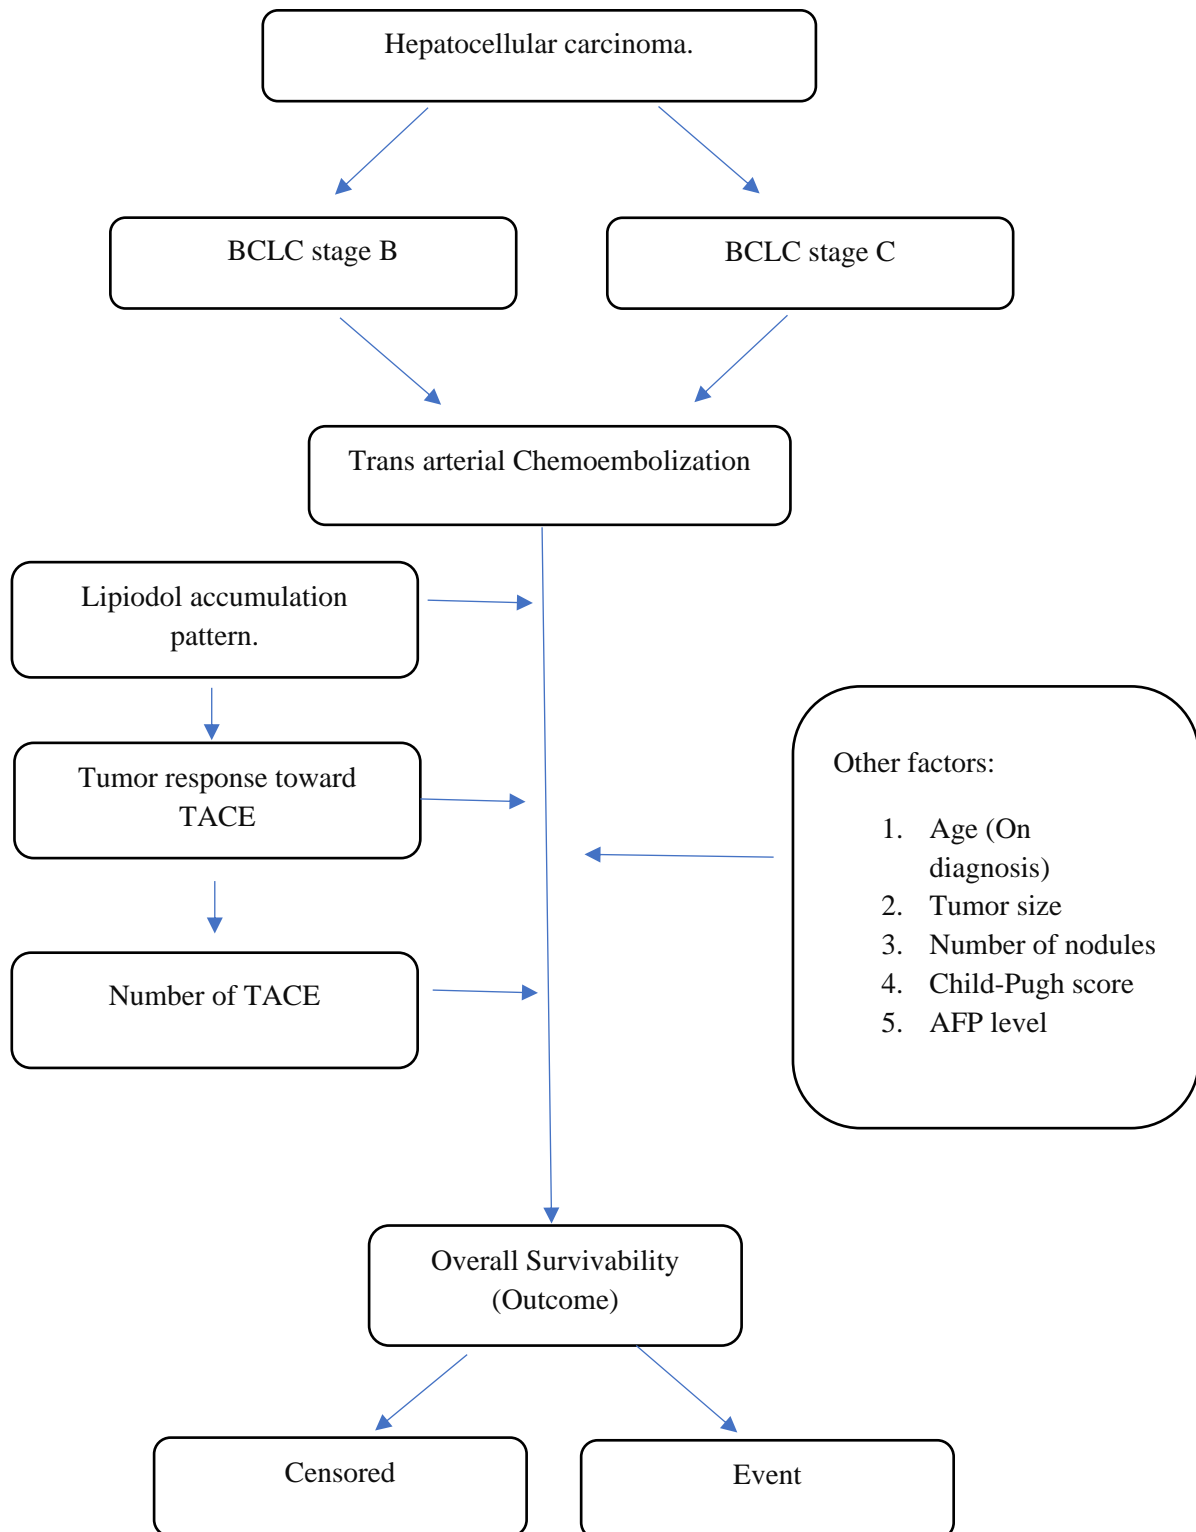 Hepatocellular carcinoma.
BCLC stage B
BCLC stage C
Trans arterial Chemoembolization
Lipiodol accumulation
pattern.
Tumor response toward
TACE
Number of TACE
Other factors:
1. Age (On
diagnosis)
2. Tumor size
3. Number of nodules
4. Child-Pugh score
5. AFP level
Overall Survivability
(Outcome)
Censored
Event